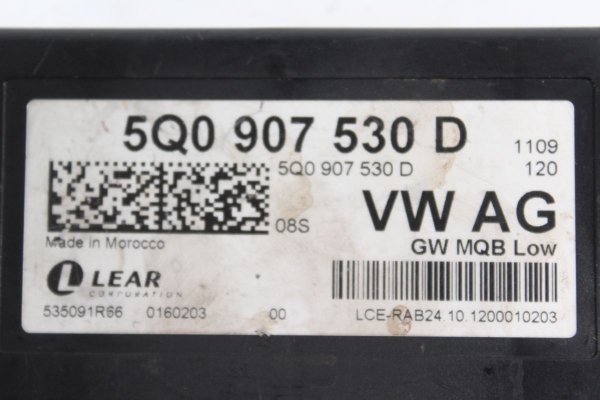 5Q0 907 530 D 1109
5Q0 907 530 D 120
08S VW AG
Made in Morocco GW MQB Low
LEAR
CORPORATION
535091R66 0160203 00 LCE-RAB24.10.1200010203